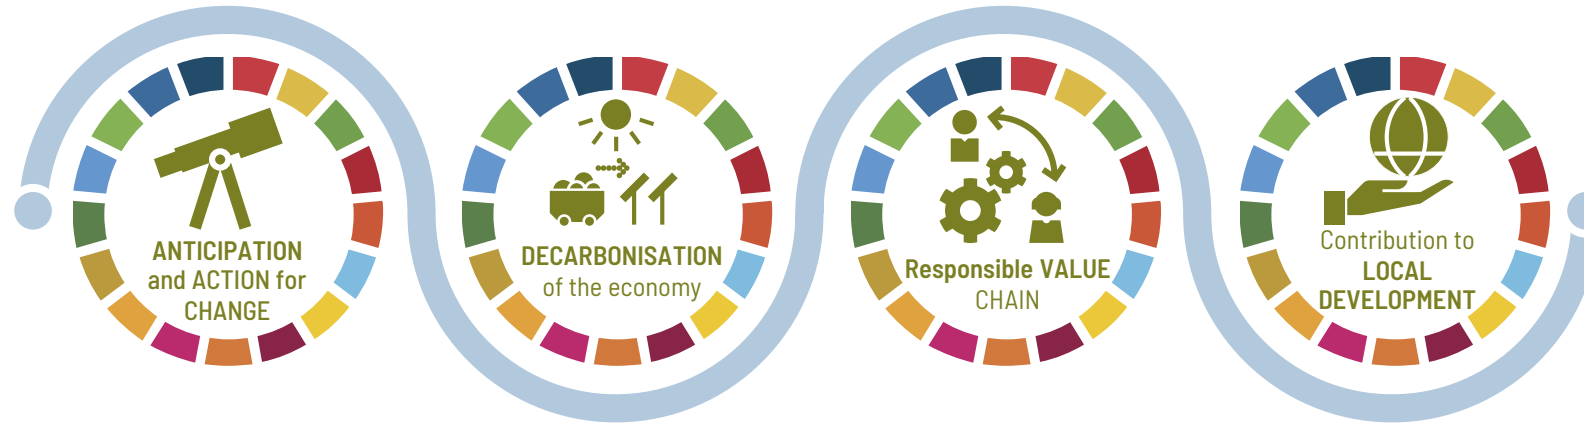 ANTICIPATION
and ACTION for
CHANGE
DECARBONISATION
of the economy
Responsible VALUE
CHAIN
Contribution to
LOCAL
DEVELOPMENT